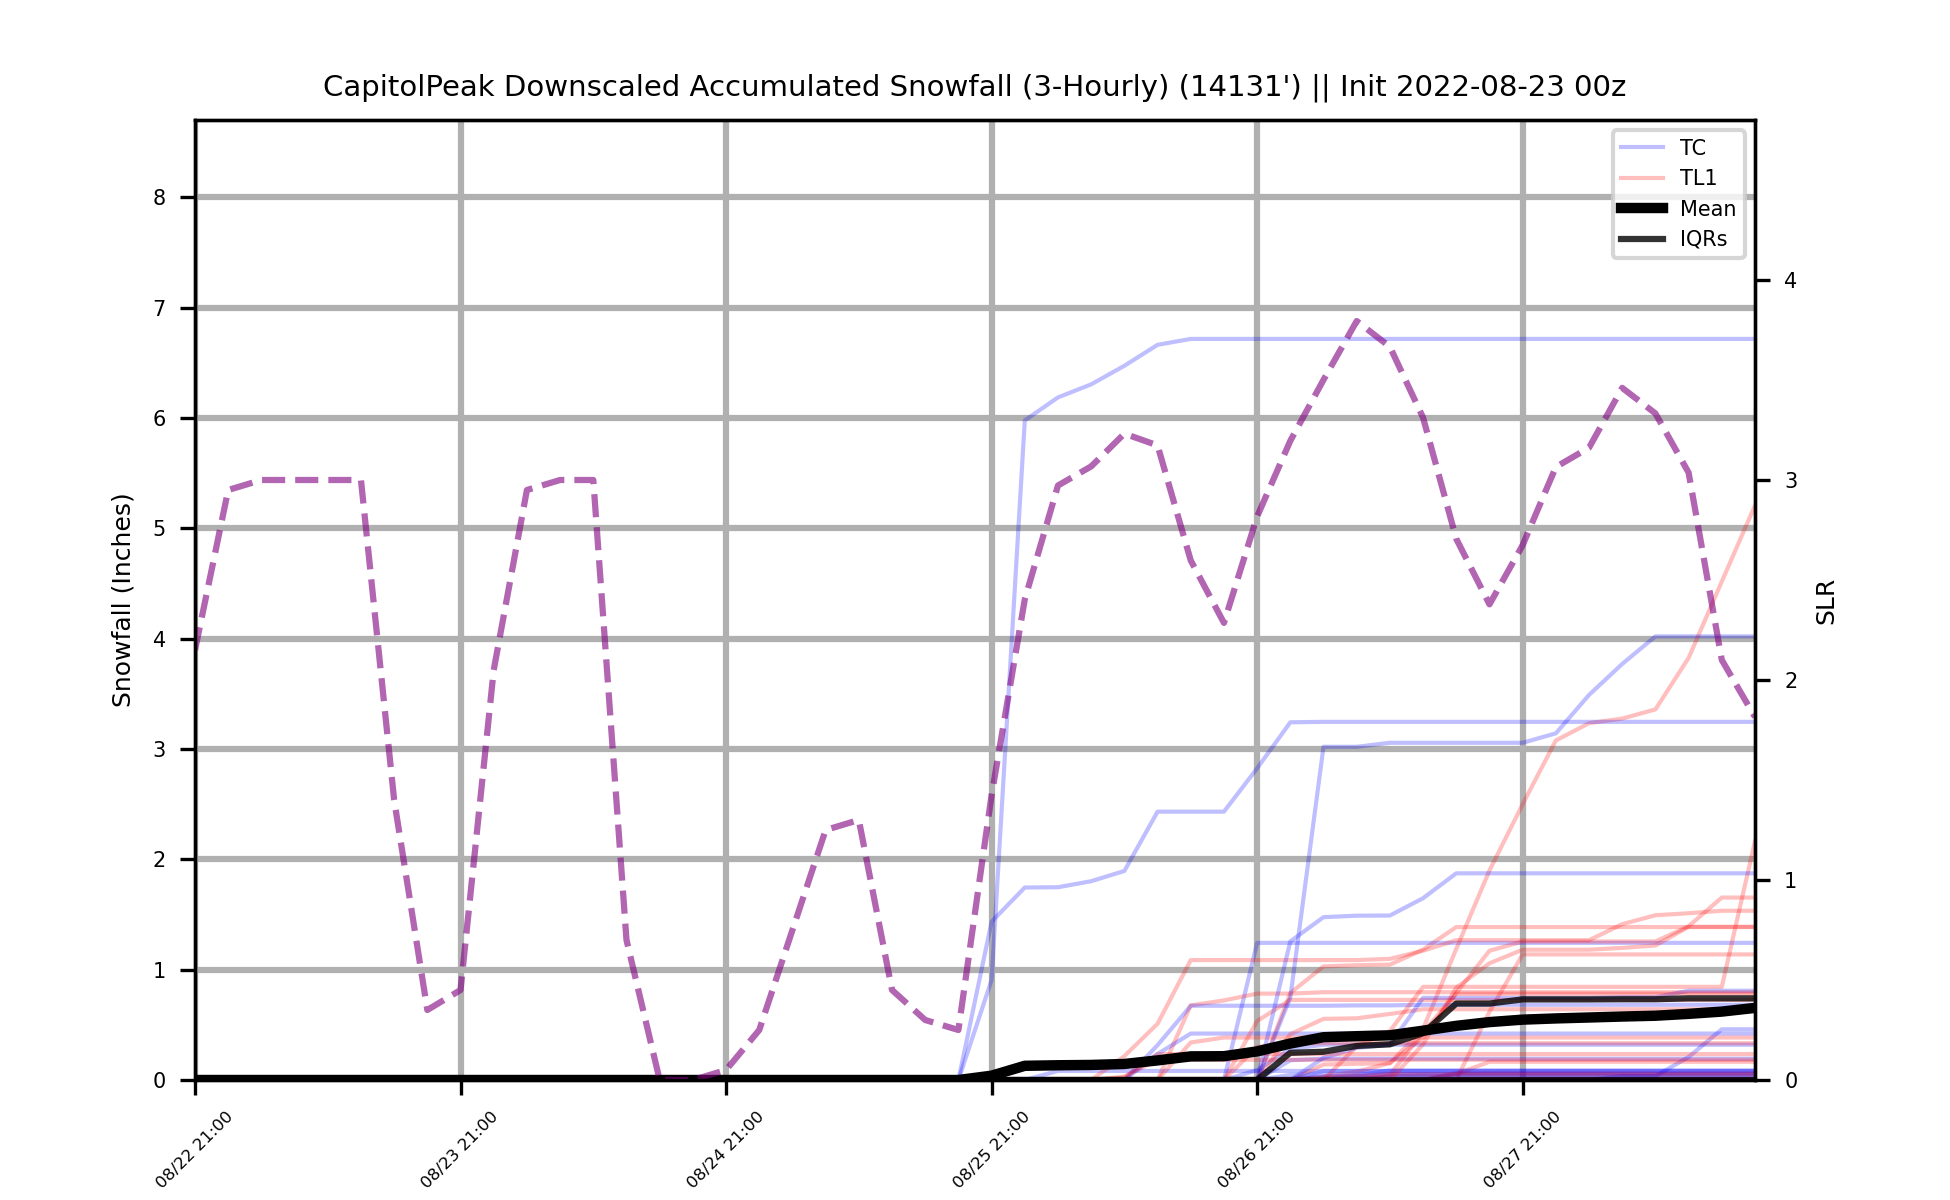 CapitolPeak Downscaled Accumulated Snowfall (3-Hourly) (14131') || Init 2022-08-23 00z
TC
TL1
Mean
IQRs
8
7
6
5
4
3
2
1
0
Snowfall (Inches)
4
3
2
1
0
SLR
08/22 21:00
08/23 21:00
08/24 21:00
08/25 21:00
08/26 21:00
08/27 21:00